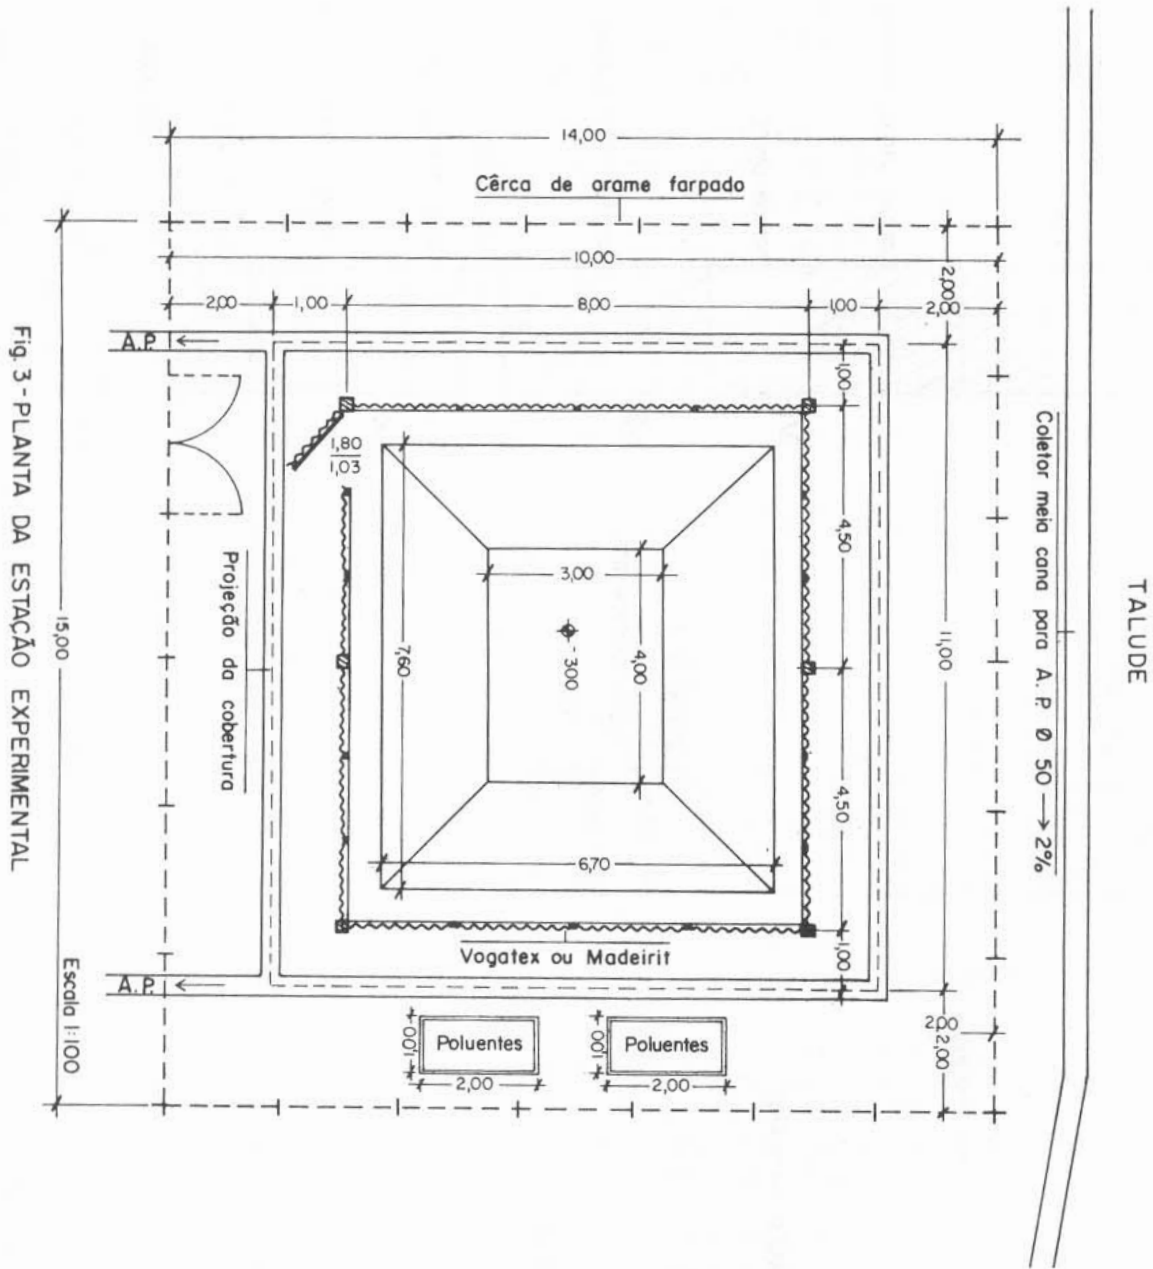 TALUDE
14,00
Cêrca de arame farpado
10,00
2,00
1,00
8,00
1,00
2,00
2,00
A.P.
1,00
1,80
1,03
Coletor meia cana para A. P. Ø 50 → 2%
4,50
3,00
-300
4,00
7,60
11,00
15,00
Projeção da cobertura
4,50
6,70
Vogatex ou Madeirit
1,00
A.P.
2,00
2,00
1,00
Poluentes
2,00
1,00
Poluentes
2,00
Escala 1:100
Fig. 3 - PLANTA DA ESTAÇÃO EXPERIMENTAL